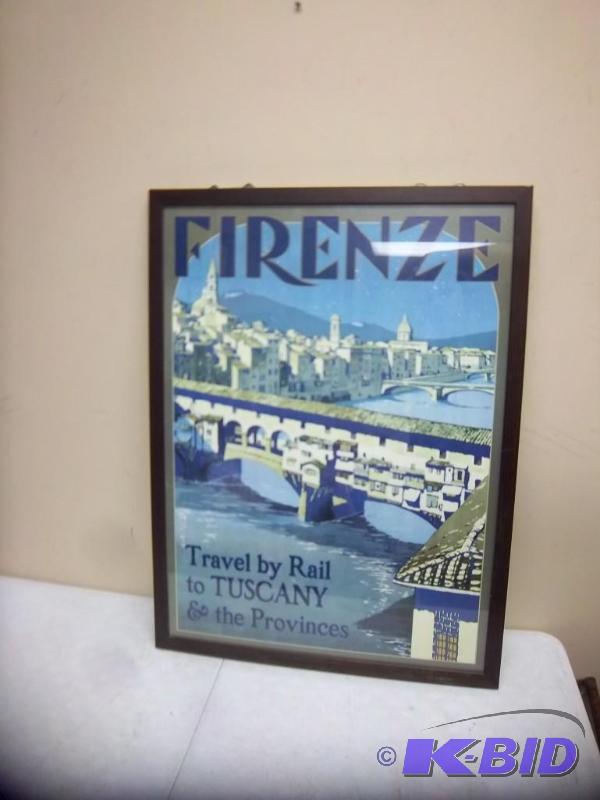 FIRENZE
Travel by Rail
to TUSCANY
& the Provinces
© K-BID